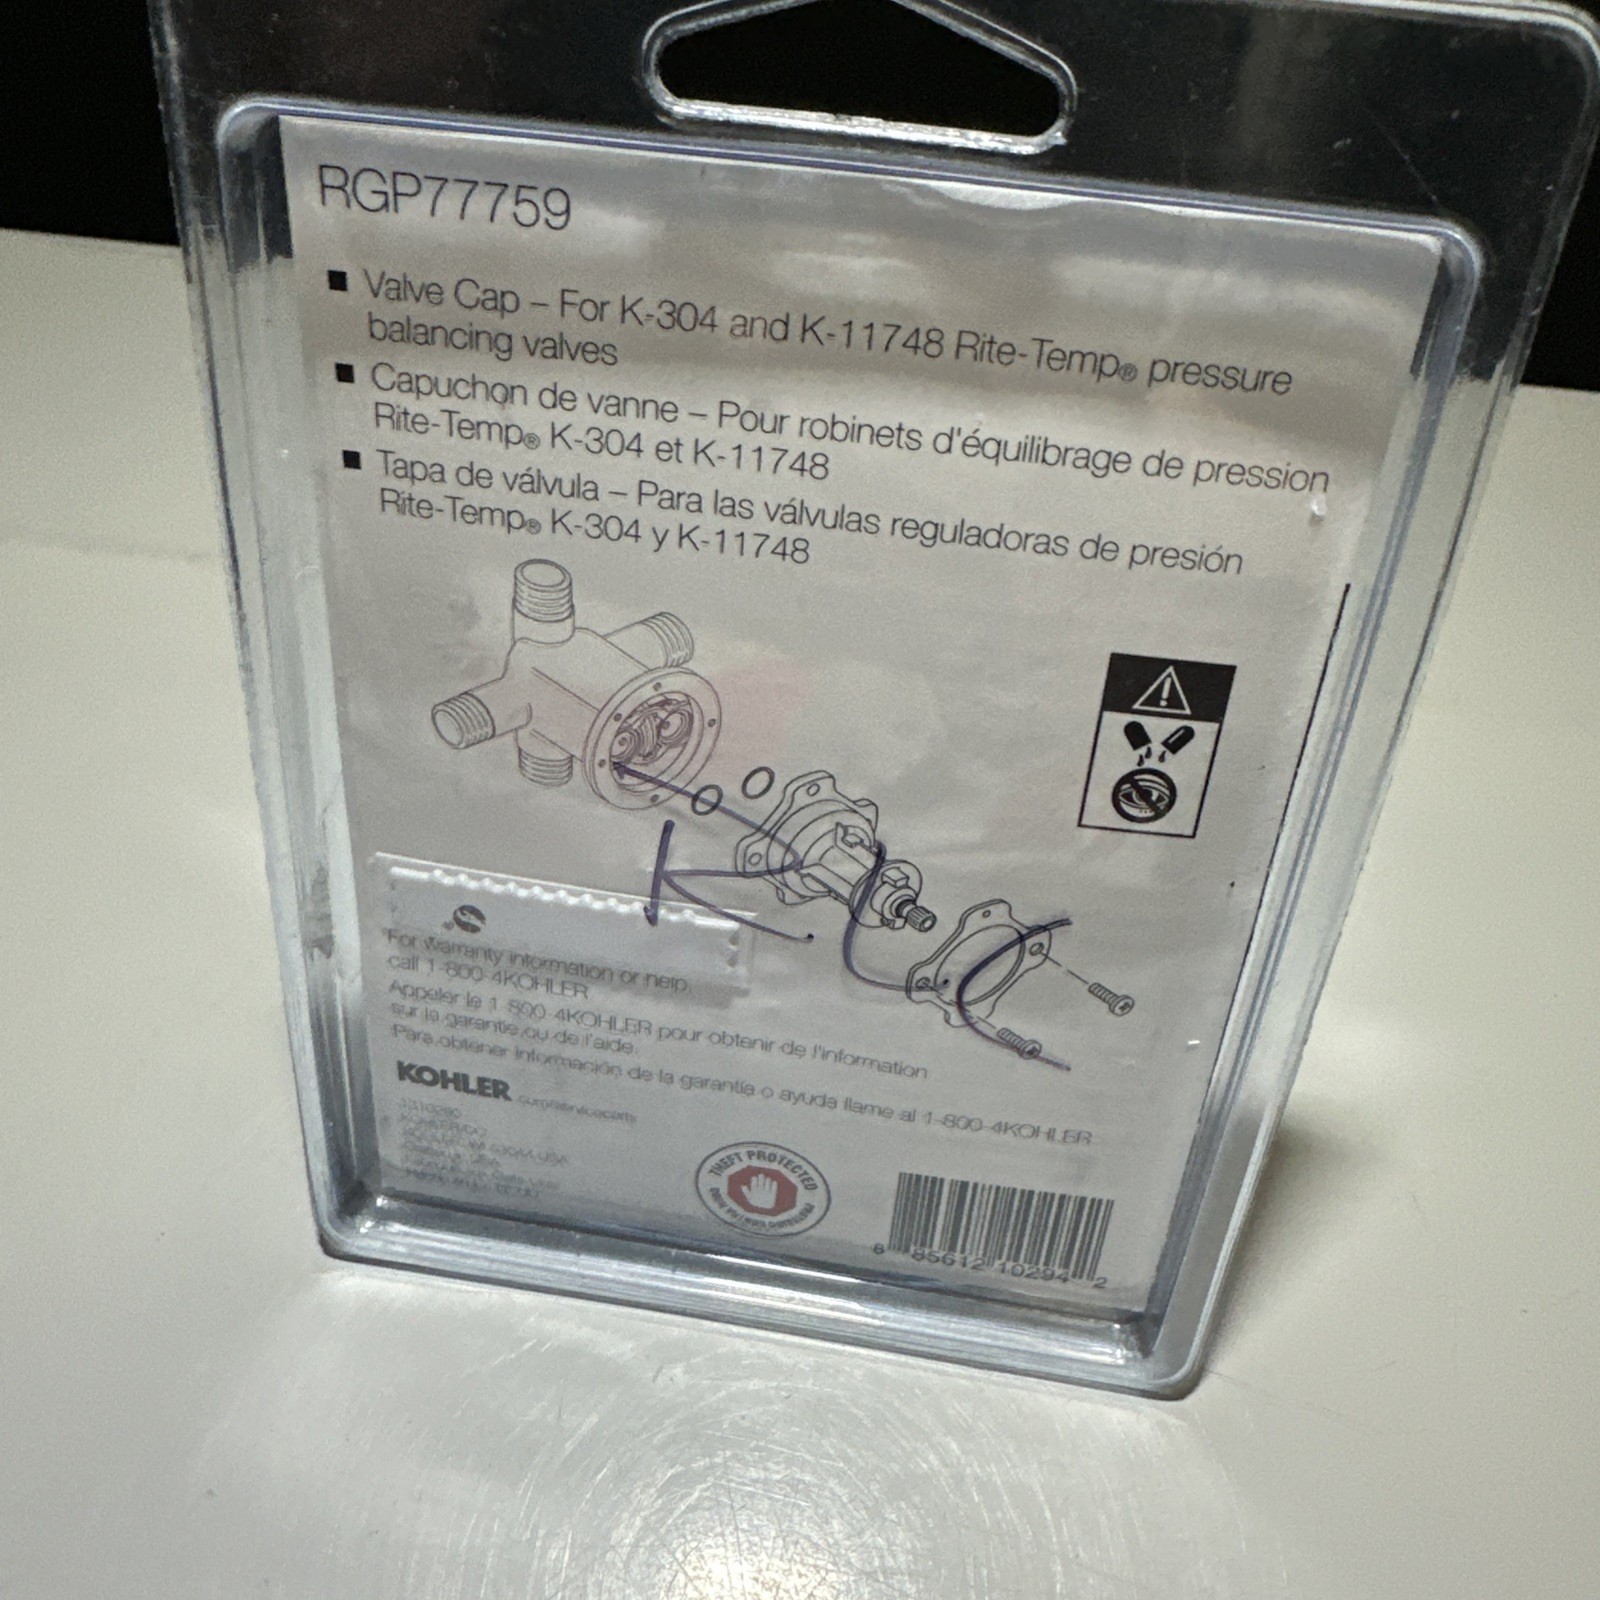 RGP77759
■ Valve Cap – For K-304 and K-11748 Rite-Temp® pressure
balancing valves
■ Capuchon de vanne – Pour robinets d'équilibrage de pression
Rite-Temp® K-304 et K-11748
■ Tapa de válvula – Para las válvulas reguladoras de presión
Rite-Temp® K-304 y K-11748
K
For warranty information or help,
call 1-800-4KOHLER
Appeler le 1-800-4KOHLER pour obtenir de l'information
sur la garantie ou de l'aide.
Para obtener información de la garantía o ayuda llame al 1-800-4KOHLER
KOHLER
THEFT PROTECTED
8 85612 10294 2